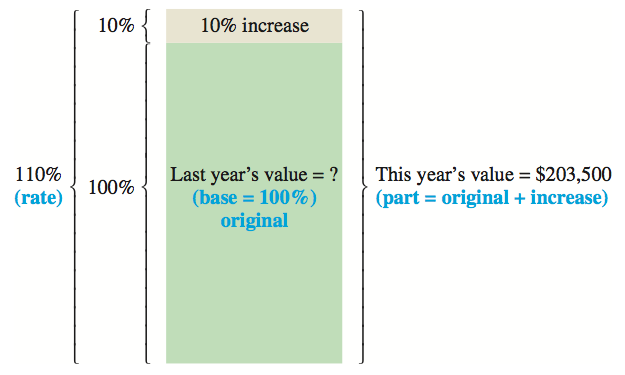 10%
10% increase
110%
(rate)
100%
Last year’s value = ?
(base = 100%)
original
This year’s value = $203,500
(part = original + increase)